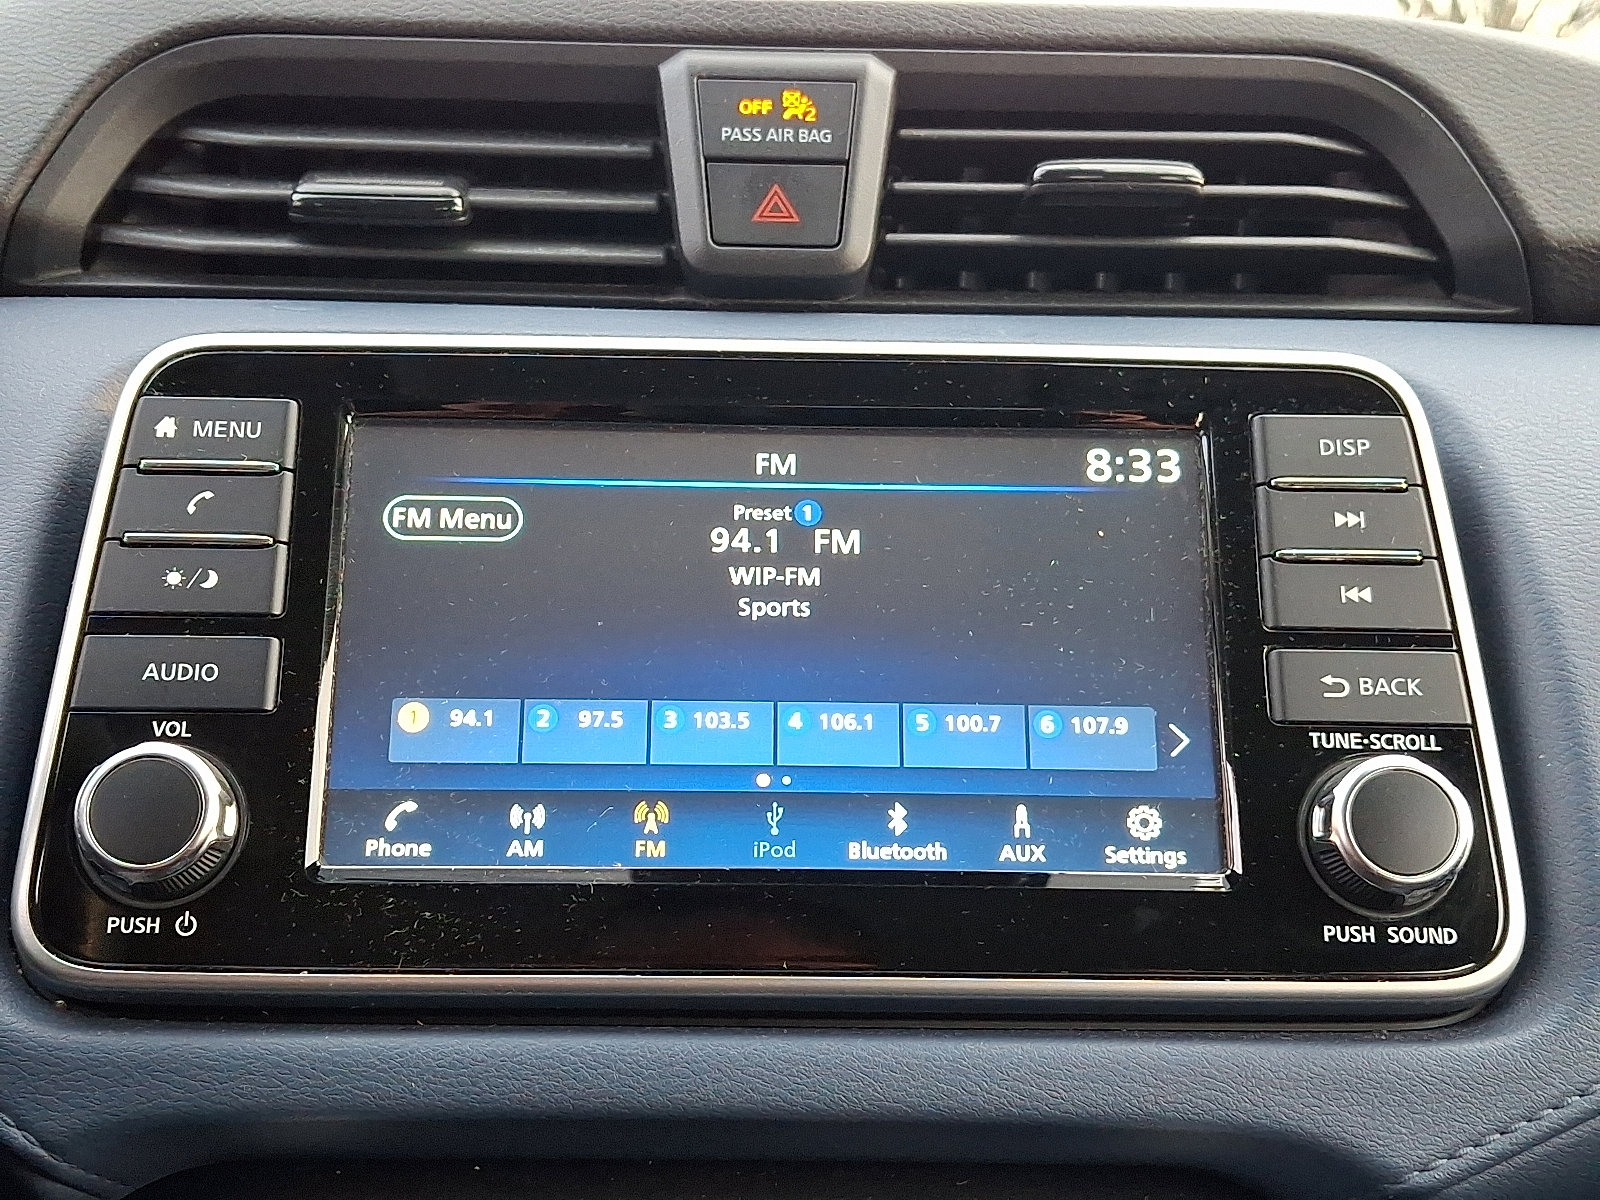 OFF 2
PASS AIR BAG
MENU
AUDIO
VOL
PUSH
FM
8:33
FM Menu
Preset 1
94.1 FM
WIP-FM
Sports
1 94.1 2 97.5 3 103.5 4 106.1 5 100.7 6 107.9
Phone AM FM iPod Bluetooth AUX Settings
DISP
BACK
TUNE·SCROLL
PUSH SOUND